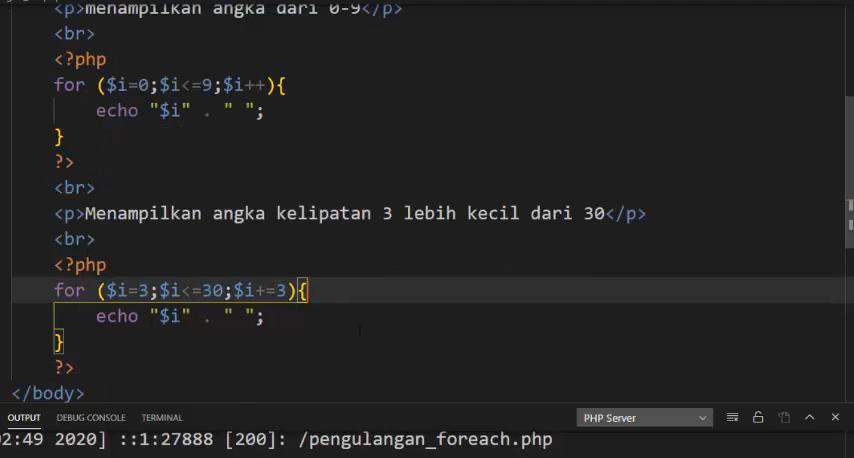 <p>menampilkan angka dari 0-9</p>
<br>
<?php
for ($i=0;$i<=9;$i++){
echo "$i" . " ";
}
?>
<br>
<p>Menampilkan angka kelipatan 3 lebih kecil dari 30</p>
<br>
<?php
for ($i=3;$i<=30;$i+=3){
echo "$i" . " ";
}
?>
</body>
OUTPUT DEBUG CONSOLE TERMINAL PHP Server
02:49 2020] ::1:27888 [200]: /pengulangan_foreach.php